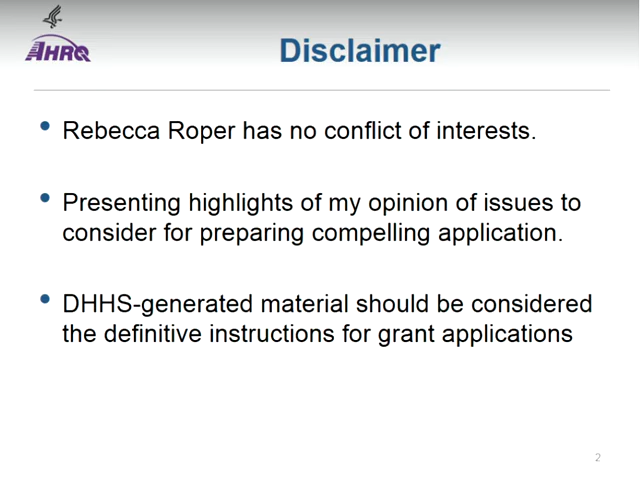 AHRQ
Disclaimer
• Rebecca Roper has no conflict of interests.
• Presenting highlights of my opinion of issues to
consider for preparing compelling application.
• DHHS-generated material should be considered
the definitive instructions for grant applications
2